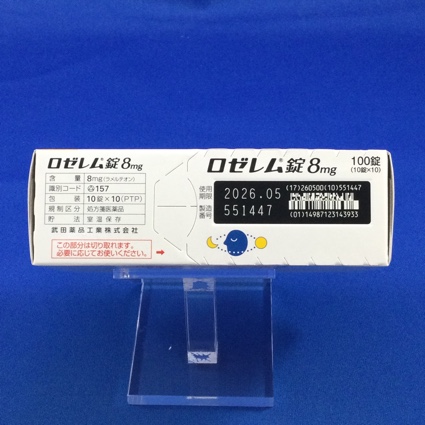 ロゼレム®錠8mg
含 量 8mg(ラメルテオン)
識別コード 157
包 装 10錠×10(PTP)
規制区分 処方箋医薬品
貯 法 室温保存
武田薬品工業株式会社
この部分は切り取れます。
必要に応じてお使いください。 →
ロゼレム®錠8mg
100錠
(10錠×10)
使用期限 2026.05
製造番号 551447
(17)260500(10)551447
(01)14987123143933